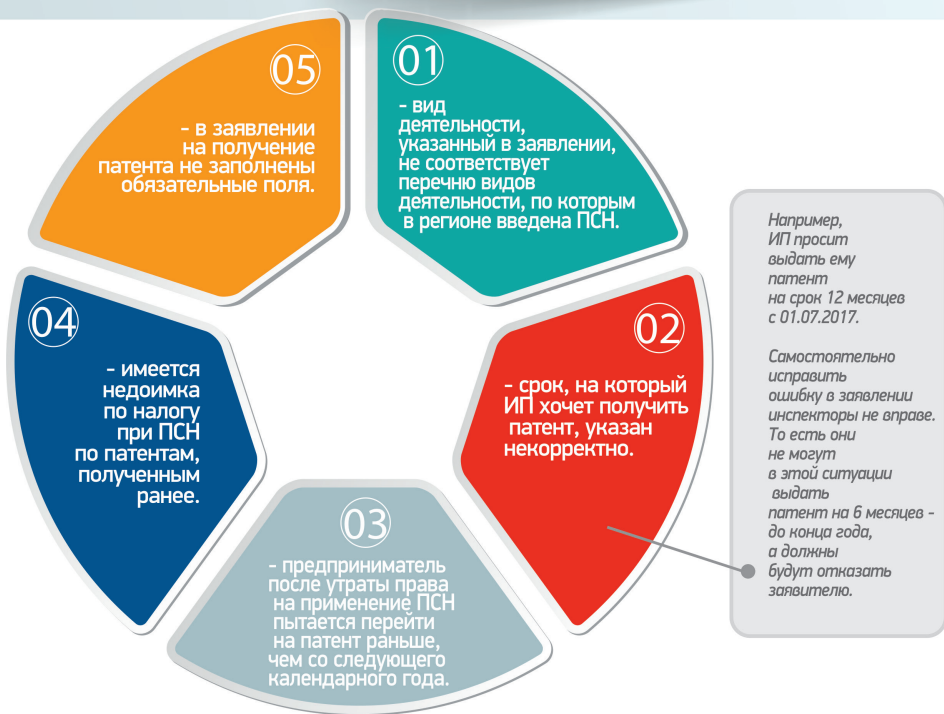 01
- вид
деятельности,
указанный в заявлении,
не соответствует
перечню видов
деятельности, по которым
в регионе введена ПСН.
02
- срок, на который
ИП хочет получить
патент, указан
некорректно.
Например,
ИП просит
выдать ему
патент
на срок 12 месяцев
с 01.07.2017.
Самостоятельно
исправить
ошибку в заявлении
инспекторы не вправе.
То есть они
не могут
в этой ситуации
выдать
патент на 6 месяцев -
до конца года,
а должны
будут отказать
заявителю.
03
- предприниматель
после утраты права
на применение ПСН
пытается перейти
на патент раньше,
чем со следующего
календарного года.
04
- имеется
недоимка
по налогу
при ПСН
по патентам,
полученным
ранее.
05
- в заявлении
на получение
патента не заполнены
обязательные поля.